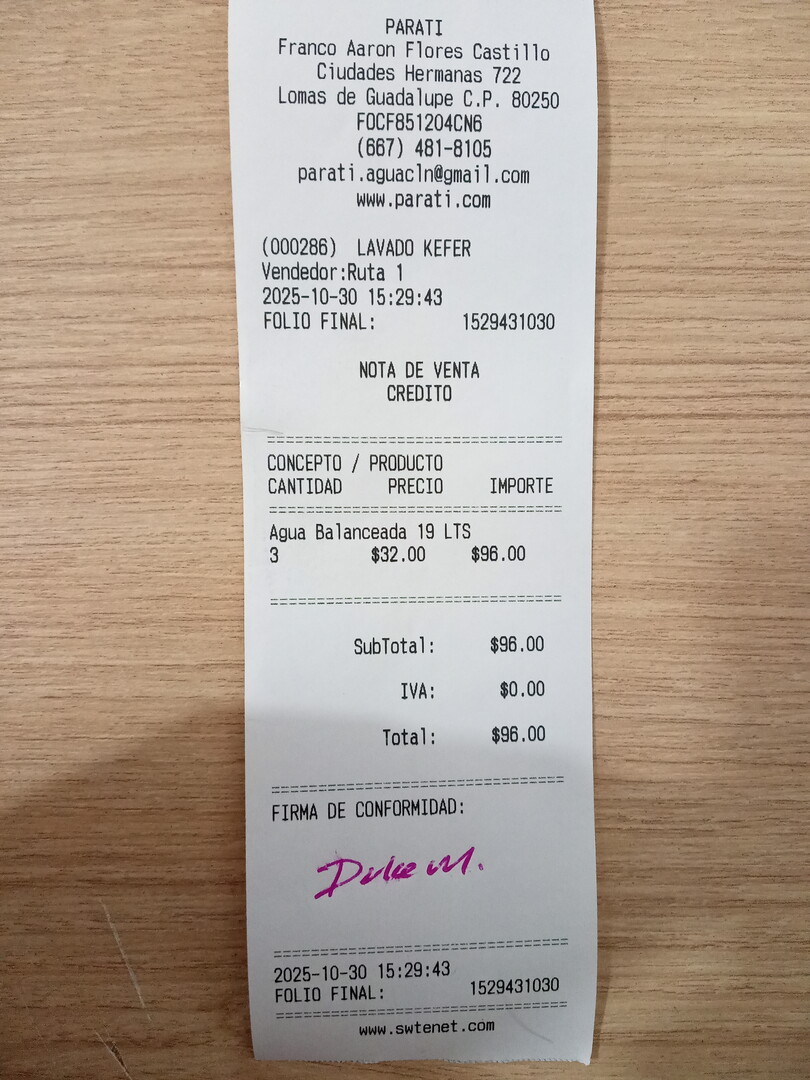 PARATI
Franco Aaron Flores Castillo
Ciudades Hermanas 722
Lomas de Guadalupe C.P. 80250
FOCF851204CN6
(667) 481-8105
parati.aguacln@gmail.com
www.parati.com
(000286) LAVADO KEFER
Vendedor:Ruta 1
2025-10-30 15:29:43
FOLIO FINAL: 1529431030
NOTA DE VENTA
CREDITO
================================
CONCEPTO / PRODUCTO
CANTIDAD PRECIO IMPORTE
================================
Agua Balanceada 19 LTS
3 $32.00 $96.00
================================
SubTotal: $96.00
IVA: $0.00
Total: $96.00
================================
FIRMA DE CONFORMIDAD:
Dulce M.
================================
2025-10-30 15:29:43
FOLIO FINAL: 1529431030
================================
www.swtenet.com